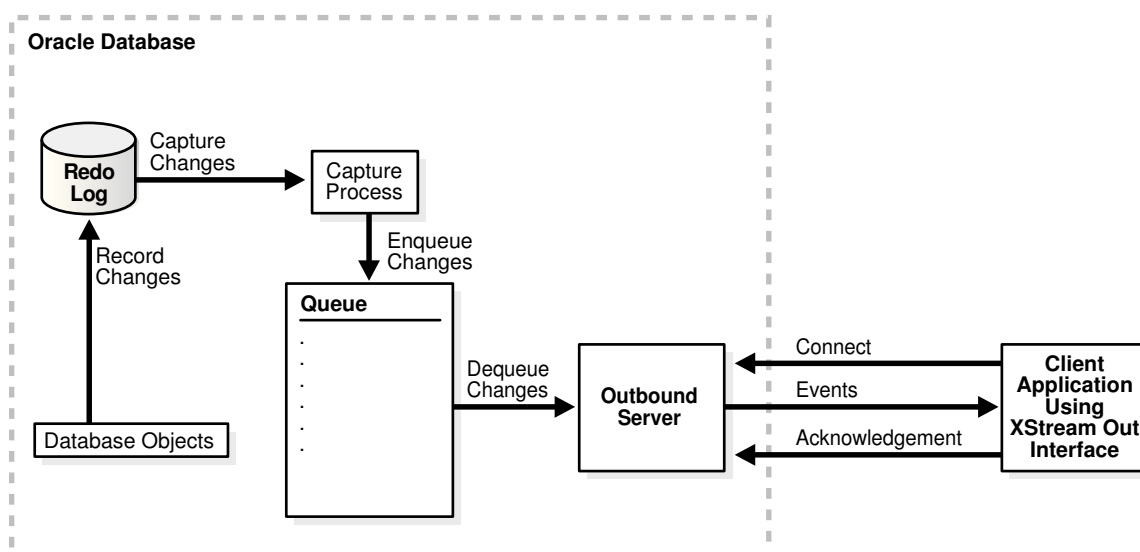 Oracle Database
Redo
Log
Capture
Changes
Capture
Process
Record
Changes
Enqueue
Changes
Queue
.
.
.
.
.
.
Database Objects
Dequeue
Changes
Outbound
Server
Connect
Events
Acknowledgement
Client
Application
Using
XStream Out
Interface